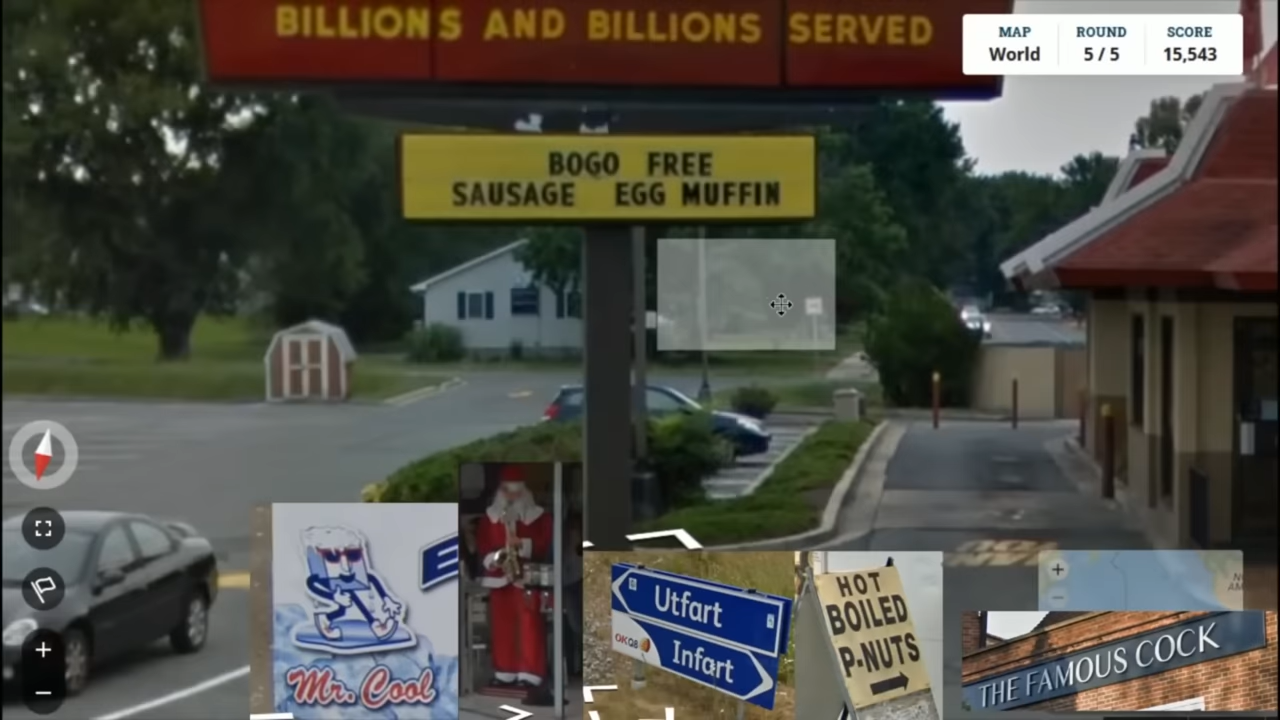 BILLIONS AND BILLIONS SERVED
MAP
World
ROUND
5 / 5
SCORE
15,543
BOGO FREE
SAUSAGE EGG MUFFIN
Mr. Cool
Utfart
OKQ8
Infart
HOT
BOILED
P-NUTS
THE FAMOUS COCK